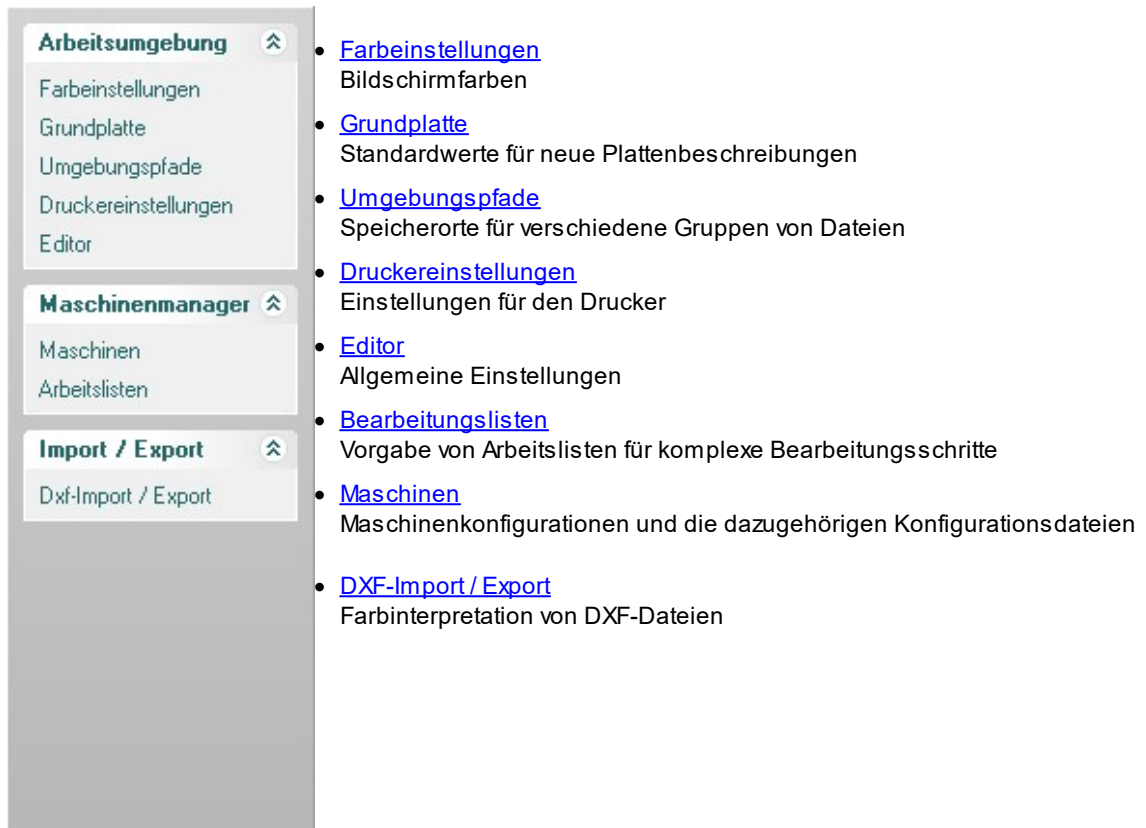 Arbeitsumgebung
Farbeinstellungen
Grundplatte
Umgebungspfade
Druckereinstellungen
Editor
Maschinenmanager
Maschinen
Arbeitslisten
Import / Export
Dxf-Import / Export
• Farbeinstellungen
Bildschirmfarben
• Grundplatte
Standardwerte für neue Plattenbeschreibungen
• Umgebungspfade
Speicherorte für verschiedene Gruppen von Dateien
• Druckereinstellungen
Einstellungen für den Drucker
• Editor
Allgemeine Einstellungen
• Bearbeitungslisten
Vorgabe von Arbeitslisten für komplexe Bearbeitungsschritte
• Maschinen
Maschinenkonfigurationen und die dazugehörigen Konfigurationsdateien
• DXF-Import / Export
Farbinterpretation von DXF-Dateien